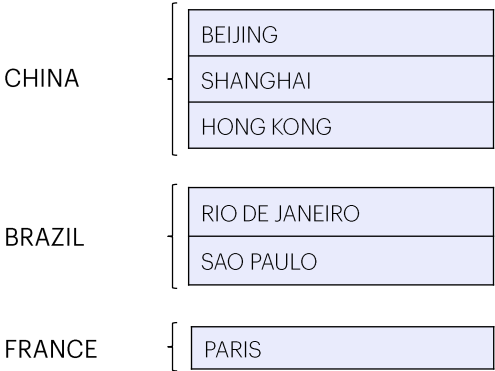 CHINA
BEIJING
SHANGHAI
HONG KONG
BRAZIL
RIO DE JANEIRO
SAO PAULO
FRANCE
PARIS